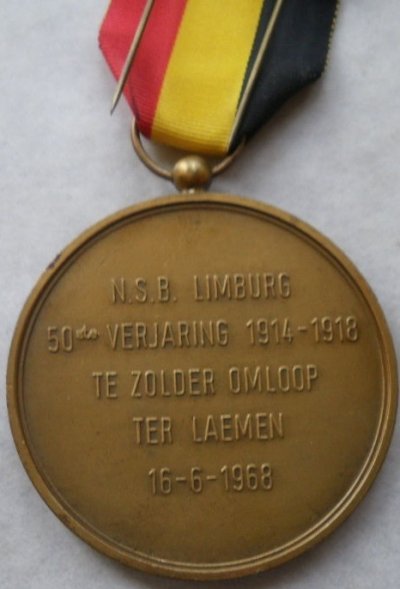 N.S.B. LIMBURG
50ste VERJARING 1914-1918
TE ZOLDER OMLOOP
TER LAEMEN
16-6-1968